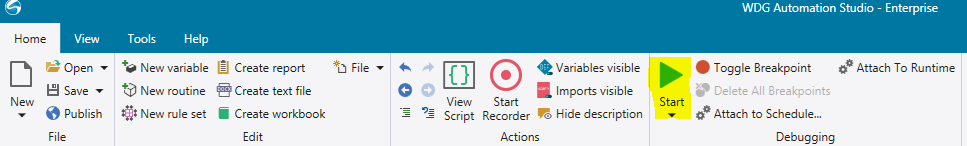 WDG Automation Studio - Enterprise
Home View Tools Help
New
Open
Save
Publish
File
New variable
New routine
New rule set
Create report
Create text file
Create workbook
File
Edit
View
Script
Start
Recorder
Variables visible
Imports visible
Hide description
Actions
Start
Toggle Breakpoint
Delete All Breakpoints
Attach to Schedule...
Attach To Runtime
Debugging